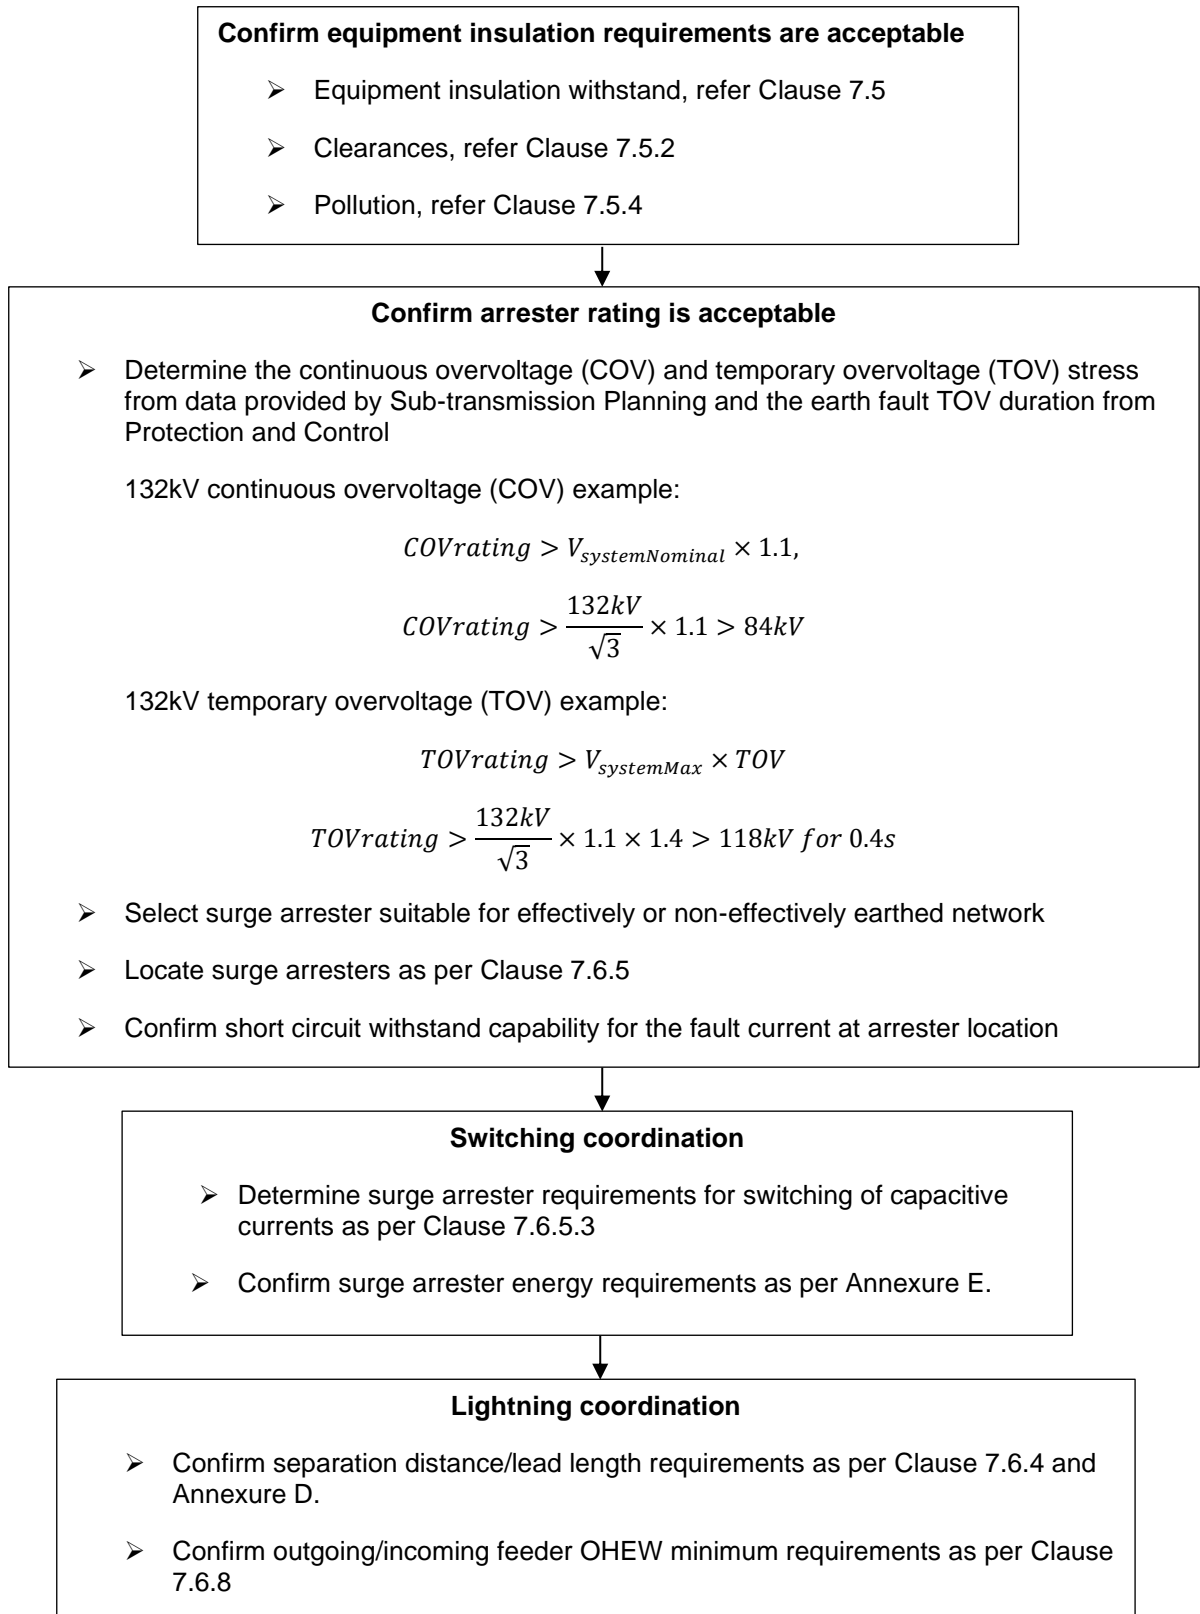 Confirm equipment insulation requirements are acceptable
➢ Equipment insulation withstand, refer Clause 7.5
➢ Clearances, refer Clause 7.5.2
➢ Pollution, refer Clause 7.5.4
Confirm arrester rating is acceptable
➢ Determine the continuous overvoltage (COV) and temporary overvoltage (TOV) stress
from data provided by Sub-transmission Planning and the earth fault TOV duration from
Protection and Control
132kV continuous overvoltage (COV) example:
COVrating > V_systemNominal × 1.1,
COVrating > 132kV/√3 × 1.1 > 84kV
132kV temporary overvoltage (TOV) example:
TOVrating > V_systemMax × TOV
TOVrating > 132kV/√3 × 1.1 × 1.4 > 118kV for 0.4s
➢ Select surge arrester suitable for effectively or non-effectively earthed network
➢ Locate surge arresters as per Clause 7.6.5
➢ Confirm short circuit withstand capability for the fault current at arrester location
Switching coordination
➢ Determine surge arrester requirements for switching of capacitive
currents as per Clause 7.6.5.3
➢ Confirm surge arrester energy requirements as per Annexure E.
Lightning coordination
➢ Confirm separation distance/lead length requirements as per Clause 7.6.4 and
Annexure D.
➢ Confirm outgoing/incoming feeder OHEW minimum requirements as per Clause
7.6.8